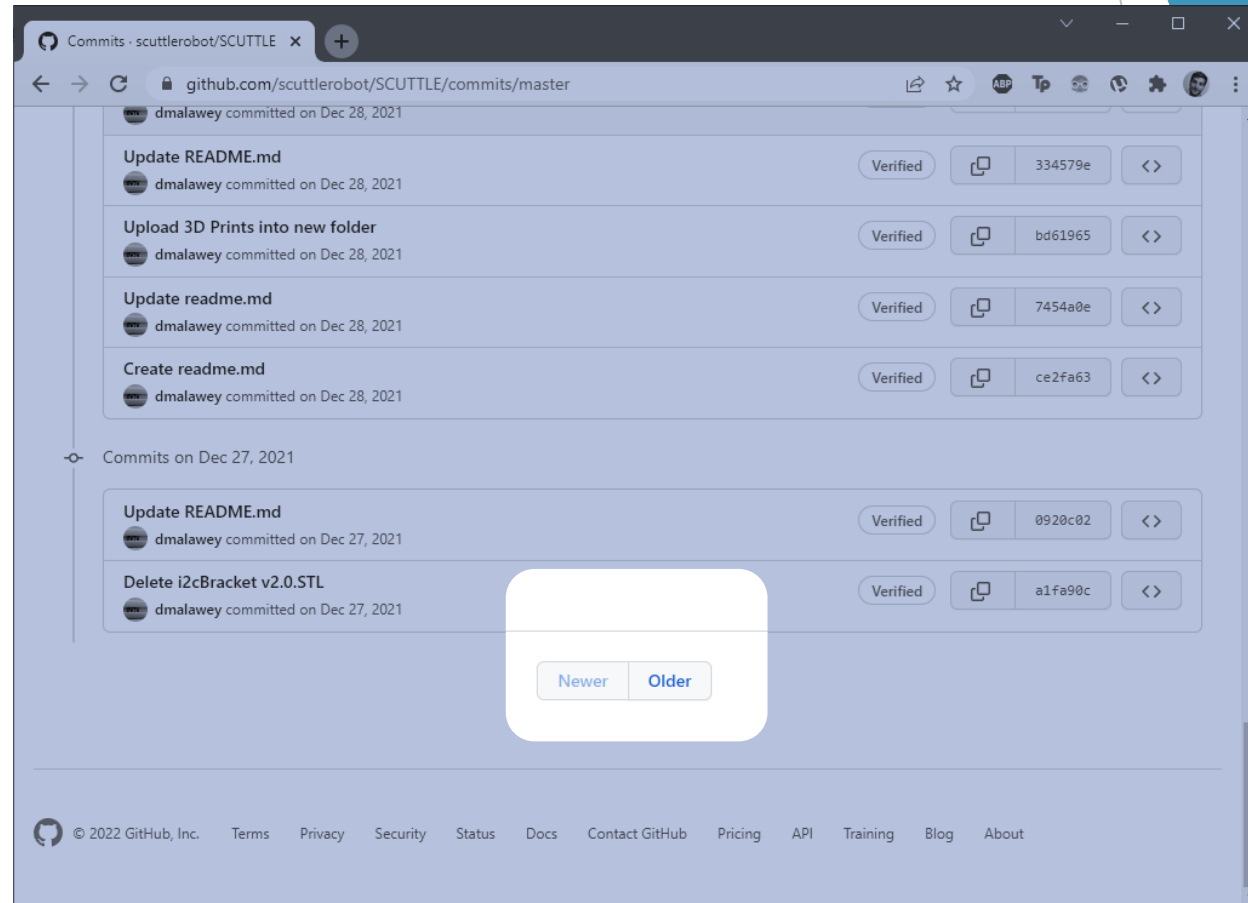 Commits · scuttlerobot/SCUTTLE
github.com/scuttlerobot/SCUTTLE/commits/master
ABP
Tp
dmalawey committed on Dec 28, 2021
Update README.md
dmalawey committed on Dec 28, 2021
Verified
334579e
Upload 3D Prints into new folder
dmalawey committed on Dec 28, 2021
Verified
bd61965
Update readme.md
dmalawey committed on Dec 28, 2021
Verified
7454a0e
Create readme.md
dmalawey committed on Dec 28, 2021
Verified
ce2fa63
Commits on Dec 27, 2021
Update README.md
dmalawey committed on Dec 27, 2021
Verified
0920c02
Delete i2cBracket v2.0.STL
dmalawey committed on Dec 27, 2021
Verified
a1fa90c
Newer Older
© 2022 GitHub, Inc. Terms Privacy Security Status Docs Contact GitHub Pricing API Training Blog About